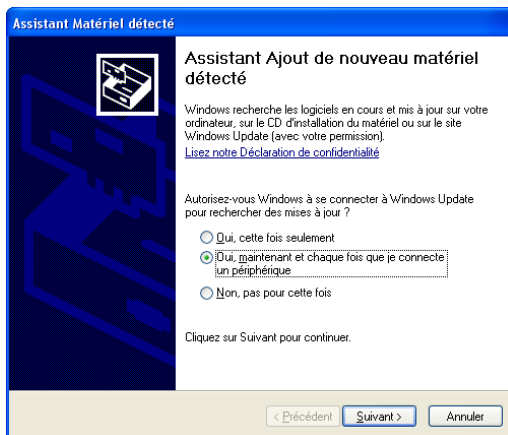 Assistant Matériel détecté
Assistant Ajout de nouveau matériel
détecté
Windows recherche les logiciels en cours et mis à jour sur votre
ordinateur, sur le CD d'installation du matériel ou sur le site
Windows Update (avec votre permission).
Lisez notre Déclaration de confidentialité
Autorisez-vous Windows à se connecter à Windows Update
pour rechercher des mises à jour ?
Oui, cette fois seulement
Oui, maintenant et chaque fois que je connecte
un périphérique
Non, pas pour cette fois
Cliquez sur Suivant pour continuer.
< Précédent Suivant > Annuler